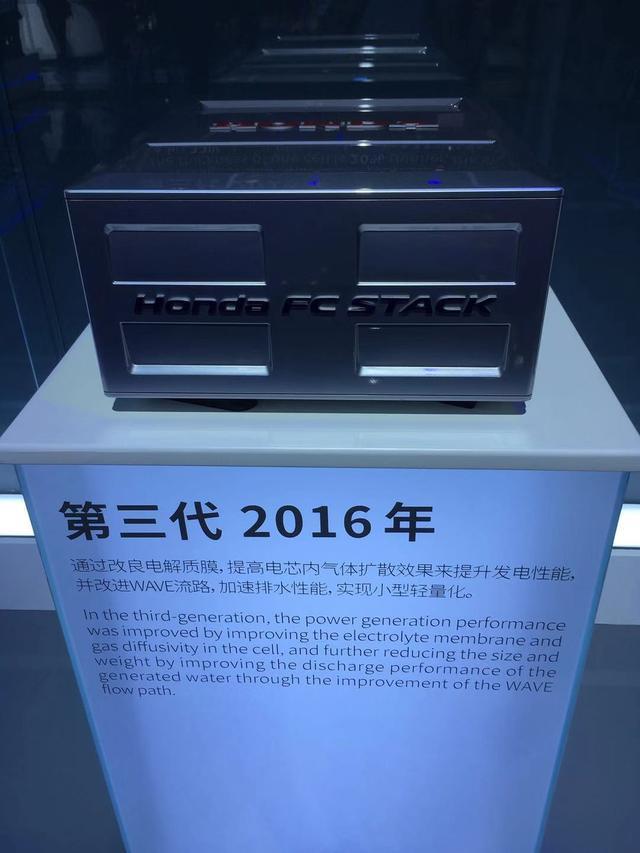 HONDA
Honda FC STACK
第三代 2016年
通过改良电解质膜，提高电芯内气体扩散效果来提升发电性能，
并改进WAVE流路，加速排水性能，实现小型轻量化。
In the third-generation, the power generation performance
was improved by improving the electrolyte membrane and
gas diffusivity in the cell, and further reducing the size and
weight by improving the discharge performance of the
generated water through the improvement of the WAVE
flow path.